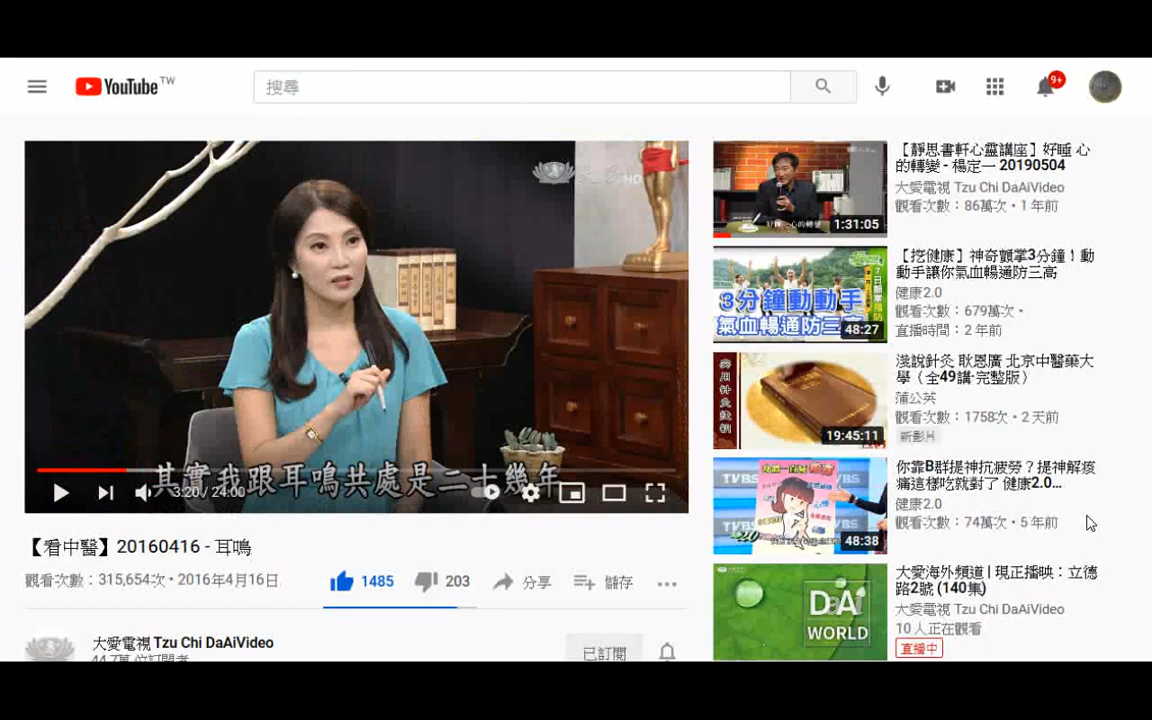 YouTube TW
搜尋
9+
大愛 HD
其實我跟耳鳴共處是二十幾年
3:20 / 24:00
【看中醫】20160416 - 耳鳴
觀看次數：315,654次 • 2016年4月16日
1485
203
分享
儲存
大愛電視 Tzu Chi DaAiVideo
44.7萬 位訂閱者
已訂閱
1:31:05
【靜思書軒心靈講座】好睡 心
的轉變 - 楊定一 20190504
大愛電視 Tzu Chi DaAiVideo
觀看次數：86萬次 • 1 年前
3分鐘動動手
氣血暢通防三
48:27
【挖健康】神奇顫掌3分鐘！動
動手讓你氣血暢通防三高
健康2.0
觀看次數：679萬次 •
直播時間：2 年前
19:45:11
淺說針灸 耿恩廣 北京中醫藥大
學（全49講-完整版）
蒲公英
觀看次數：1758次 • 2 天前
新影片
TVBS
48:38
你靠B群提神抗疲勞？提神解痠
痛這樣吃就對了 健康2.0...
健康2.0
觀看次數：74萬次 • 5 年前
DaAi
WORLD
大愛海外頻道 | 現正播映：立德
路2號 (140集)
大愛電視 Tzu Chi DaAiVideo
10 人正在觀看
直播中